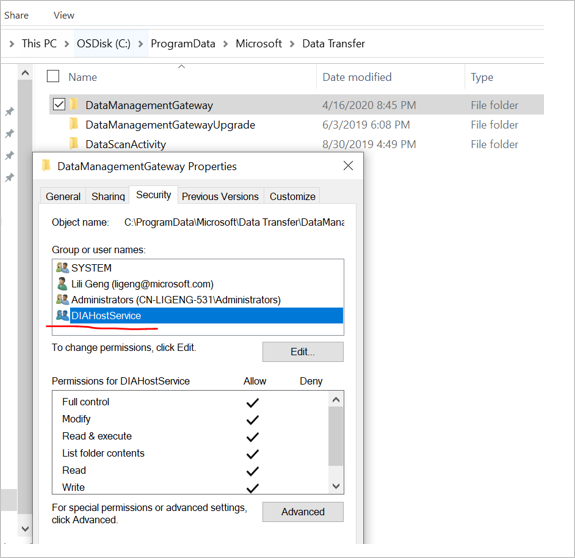 Share View
This PC OSDisk (C:) ProgramData Microsoft Data Transfer
Name Date modified Type
DataManagementGateway 4/16/2020 8:45 PM File folder
DataManagementGatewayUpgrade 6/3/2019 6:08 PM File folder
DataScanActivity 8/30/2019 4:49 PM File folder
DataManagementGateway Properties
General Sharing Security Previous Versions Customize
Object name: C:\ProgramData\Microsoft\Data Transfer\DataMana
Group or user names:
SYSTEM
Lili Geng (ligeng@microsoft.com)
Administrators (CN-LIGENG-531\Administrators)
DIAHostService
To change permissions, click Edit.
Edit...
Permissions for DIAHostService Allow Deny
Full control
Modify
Read & execute
List folder contents
Read
Write
For special permissions or advanced settings,
click Advanced.
Advanced